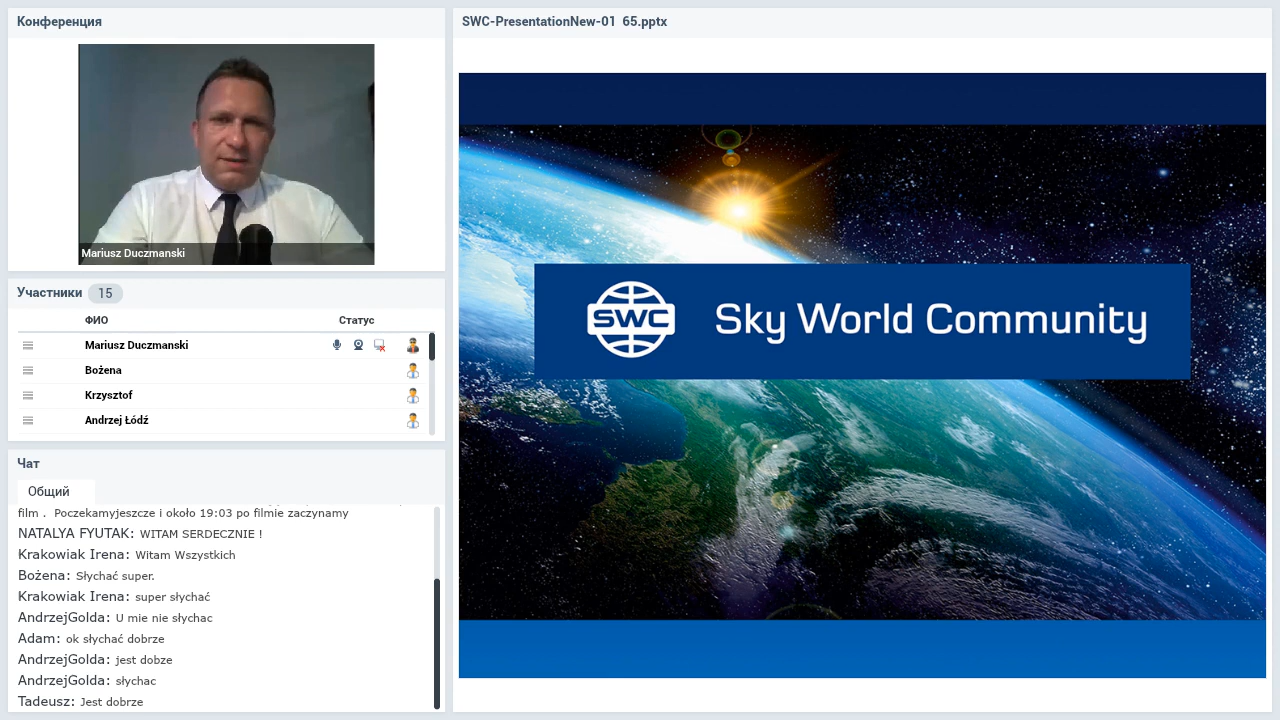 Конференция
Mariusz Duczmanski
Участники 15
ФИО Статус
Mariusz Duczmanski
Bożena
Krzysztof
Andrzej Łódź
Чат
Общий
film . Poczekamyjeszcze i około 19:03 po filmie zaczynamy
NATALYA FYUTAK: WITAM SERDECZNIE !
Krakowiak Irena: Witam Wszystkich
Bożena: Słychać super.
Krakowiak Irena: super słychać
AndrzejGolda: U mie nie słychac
Adam: ok słychać dobrze
AndrzejGolda: jest dobze
AndrzejGolda: słychac
Tadeusz: Jest dobrze
SWC-PresentationNew-01 65.pptx
SWC Sky World Community